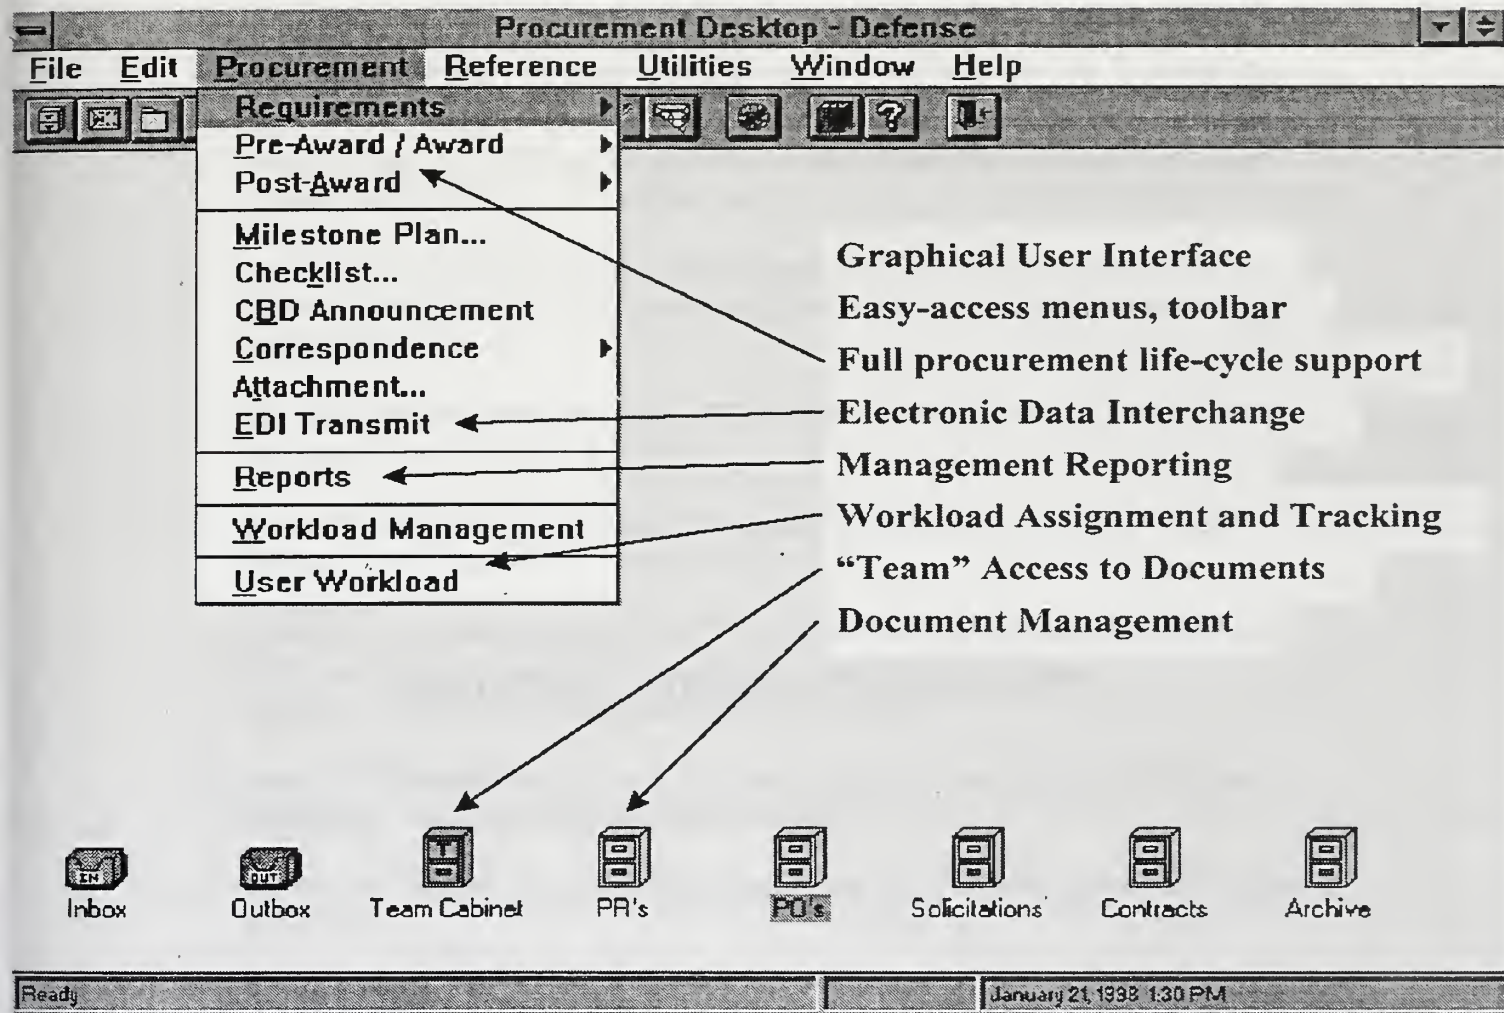 Procurement Desktop - Defense
File Edit Procurement Reference Utilities Window Help
Requirements
Pre-Award / Award
Post-Award
Milestone Plan...
Checklist...
CBD Announcement
Correspondence
Attachment...
EDI Transmit
Reports
Workload Management
User Workload
Graphical User Interface
Easy-access menus, toolbar
Full procurement life-cycle support
Electronic Data Interchange
Management Reporting
Workload Assignment and Tracking
“Team” Access to Documents
Document Management
IN
OUT
T
Inbox Outbox Team Cabinet PR's PO's Solicitations Contracts Archive
Ready January 21, 1998 1:30 PM